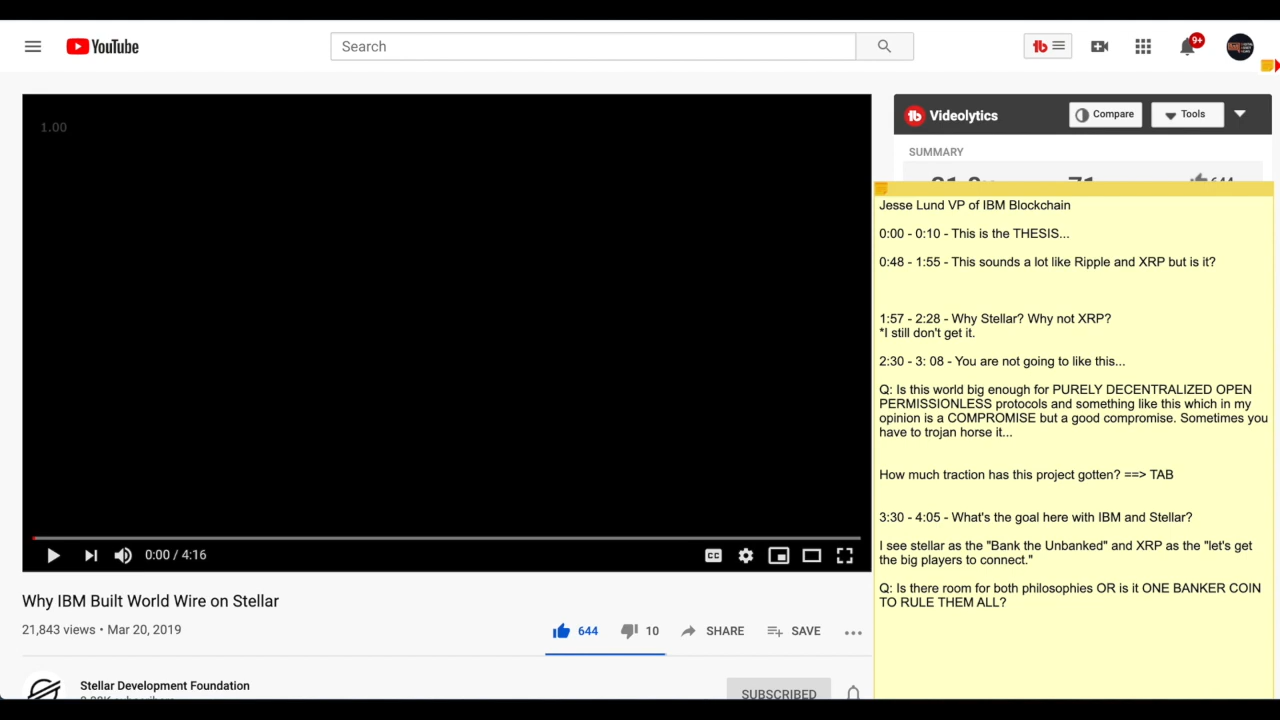 YouTube
Search
9+
1.00
Videolytics
Compare
Tools
SUMMARY
644
Jesse Lund VP of IBM Blockchain
0:00 - 0:10 - This is the THESIS...
0:48 - 1:55 - This sounds a lot like Ripple and XRP but is it?
1:57 - 2:28 - Why Stellar? Why not XRP?
*I still don't get it.
2:30 - 3: 08 - You are not going to like this...
Q: Is this world big enough for PURELY DECENTRALIZED OPEN
PERMISSIONLESS protocols and something like this which in my
opinion is a COMPROMISE but a good compromise. Sometimes you
have to trojan horse it...
How much traction has this project gotten? ==> TAB
3:30 - 4:05 - What's the goal here with IBM and Stellar?
I see stellar as the "Bank the Unbanked" and XRP as the "let's get
the big players to connect."
Q: Is there room for both philosophies OR is it ONE BANKER COIN
TO RULE THEM ALL?
0:00 / 4:16
CC
Why IBM Built World Wire on Stellar
21,843 views • Mar 20, 2019
644
10
SHARE
SAVE
Stellar Development Foundation
SUBSCRIBED